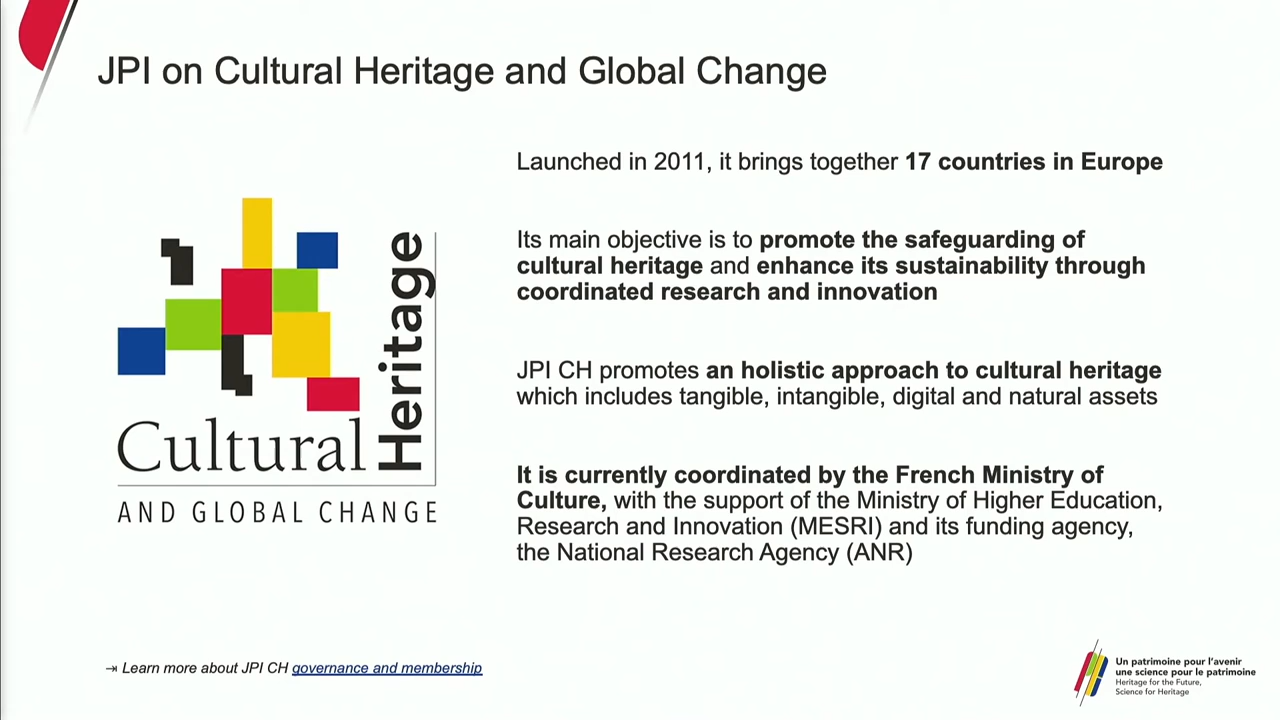 JPI on Cultural Heritage and Global Change
Launched in 2011, it brings together 17 countries in Europe
Its main objective is to promote the safeguarding of
cultural heritage and enhance its sustainability through
coordinated research and innovation
JPI CH promotes an holistic approach to cultural heritage
which includes tangible, intangible, digital and natural assets
It is currently coordinated by the French Ministry of
Culture, with the support of the Ministry of Higher Education,
Research and Innovation (MESRI) and its funding agency,
the National Research Agency (ANR)
Cultural
Heritage
AND GLOBAL CHANGE
⇥ Learn more about JPI CH governance and membership
Un patrimoine pour l'avenir
une science pour le patrimoine
Heritage for the Future,
Science for Heritage